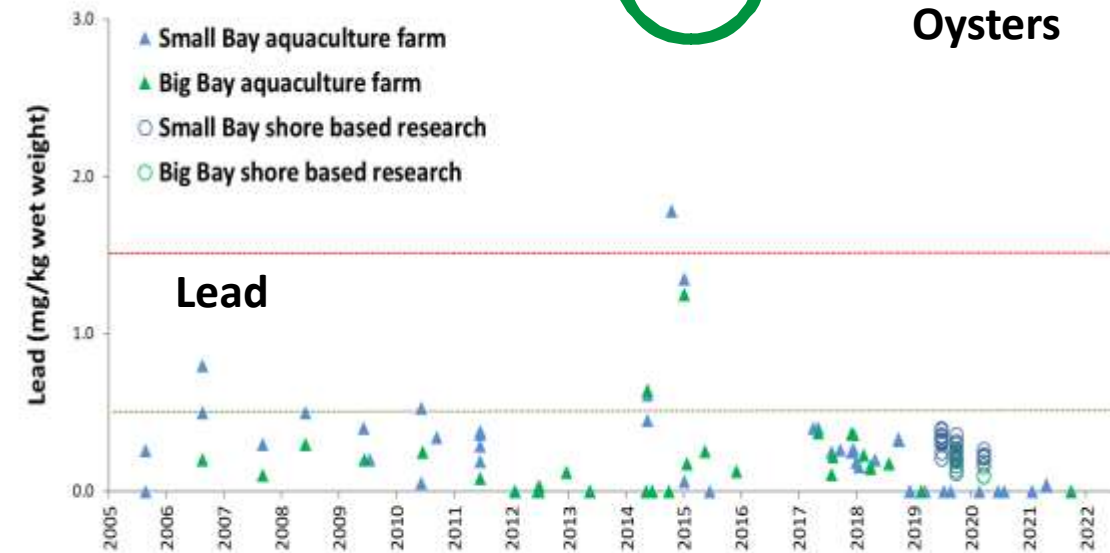 Oysters
Small Bay aquaculture farm
Big Bay aquaculture farm
Small Bay shore based research
Big Bay shore based research
Lead (mg/kg wet weight)
3.0
2.0
1.0
0.0
Lead
2005 2006 2007 2008 2009 2010 2011 2012 2013 2014 2015 2016 2017 2018 2019 2020 2021 2022